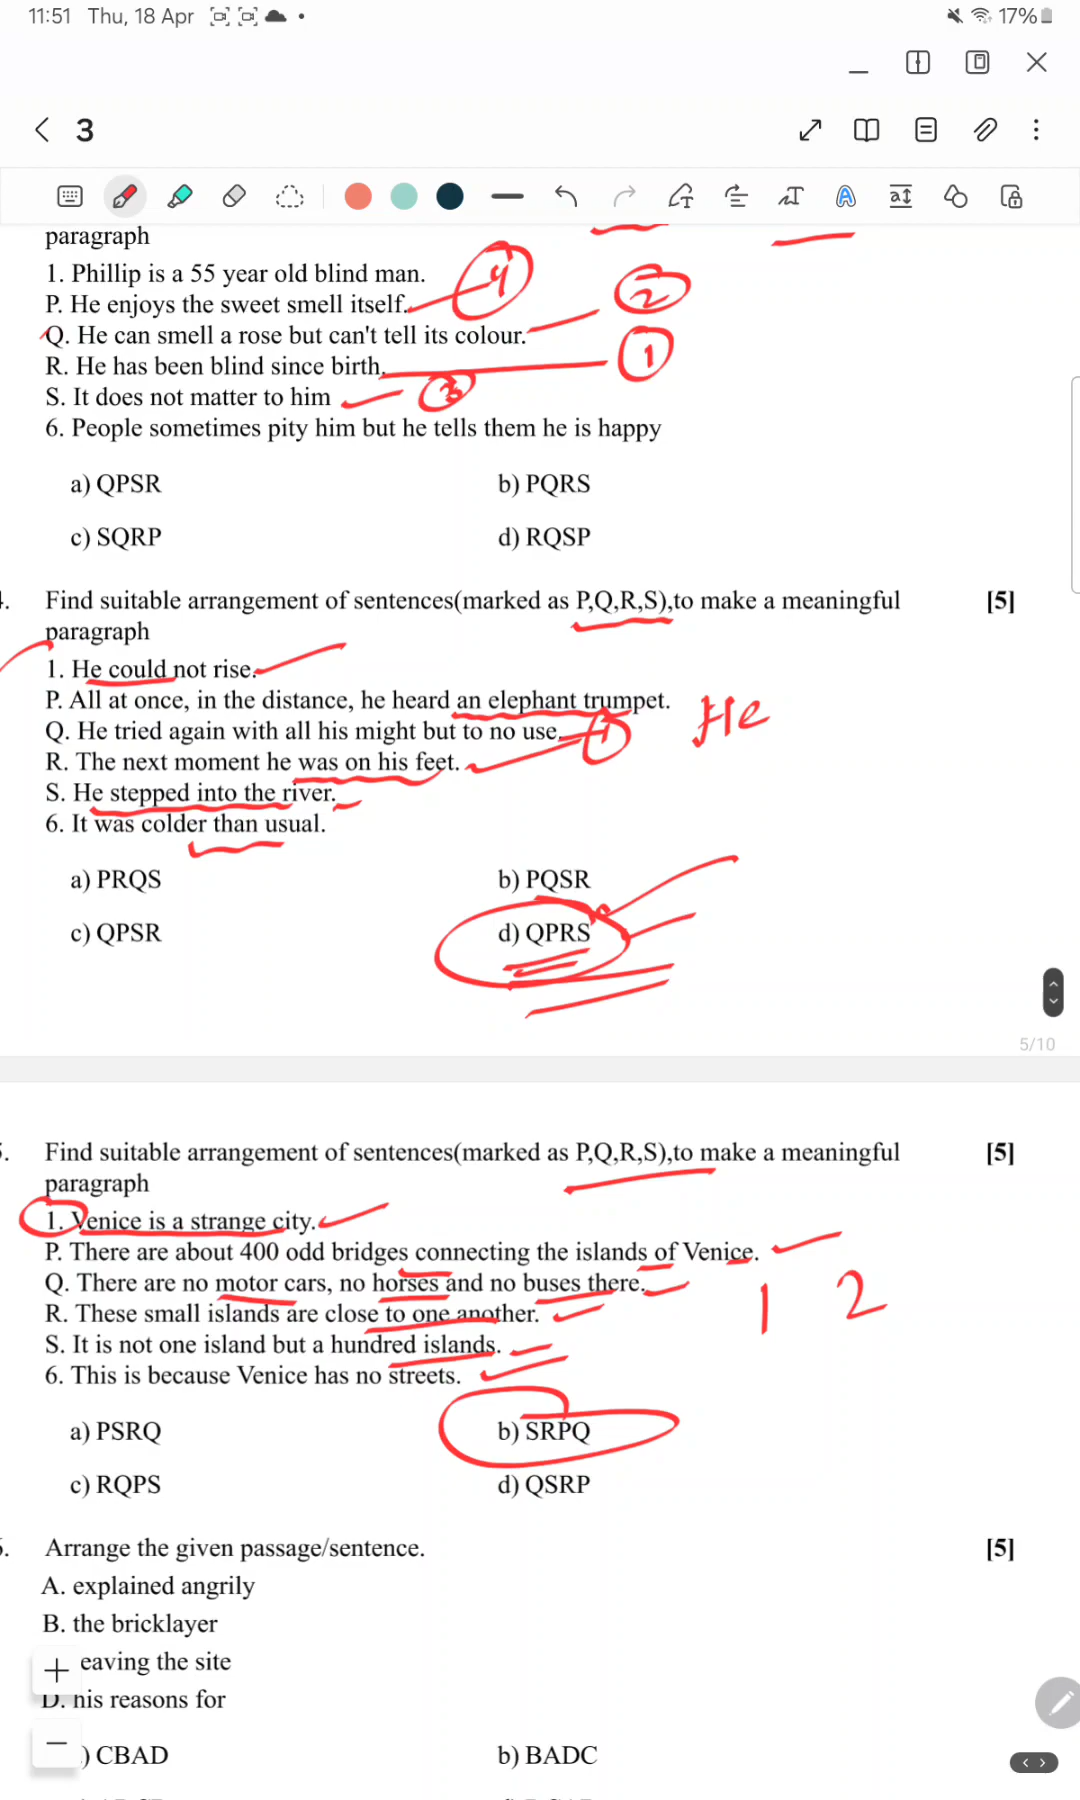 11:51 Thu, 18 Apr
17%
3
paragraph
1. Phillip is a 55 year old blind man.
4
P. He enjoys the sweet smell itself.
2
Q. He can smell a rose but can't tell its colour.
1
R. He has been blind since birth.
S. It does not matter to him
3
6. People sometimes pity him but he tells them he is happy
a) QPSR
b) PQRS
c) SQRP
d) RQSP
Find suitable arrangement of sentences(marked as P,Q,R,S),to make a meaningful [5]
paragraph
1. He could not rise.
P. All at once, in the distance, he heard an elephant trumpet.
He
Q. He tried again with all his might but to no use.
1
R. The next moment he was on his feet.
S. He stepped into the river.
6. It was colder than usual.
a) PRQS
b) PQSR
c) QPSR
d) QPRS
5/10
Find suitable arrangement of sentences(marked as P,Q,R,S),to make a meaningful [5]
paragraph
1. Venice is a strange city.
P. There are about 400 odd bridges connecting the islands of Venice.
Q. There are no motor cars, no horses and no buses there.
1 2
R. These small islands are close to one another.
S. It is not one island but a hundred islands.
6. This is because Venice has no streets.
a) PSRQ
b) SRPQ
c) RQPS
d) QSRP
Arrange the given passage/sentence. [5]
A. explained angrily
B. the bricklayer
eaving the site
D. his reasons for
) CBAD
b) BADC